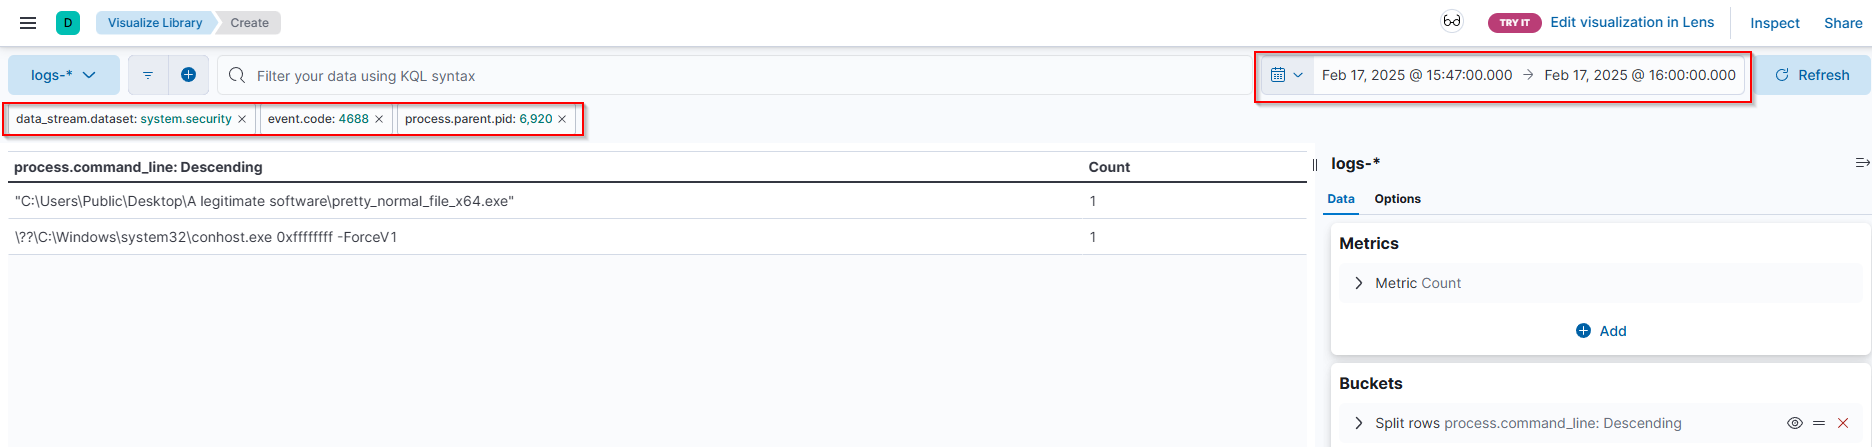 D Visualize Library Create TRY IT Edit visualization in Lens Inspect Share
logs-* Filter your data using KQL syntax Feb 17, 2025 @ 15:47:00.000 → Feb 17, 2025 @ 16:00:00.000 Refresh
data_stream.dataset: system.security × event.code: 4688 × process.parent.pid: 6,920 ×
process.command_line: Descending Count
"C:\Users\Public\Desktop\A legitimate software\pretty_normal_file_x64.exe" 1
\??\C:\Windows\system32\conhost.exe 0xffffffff -ForceV1 1
logs-*
Data Options
Metrics
Metric Count
Add
Buckets
Split rows process.command_line: Descending